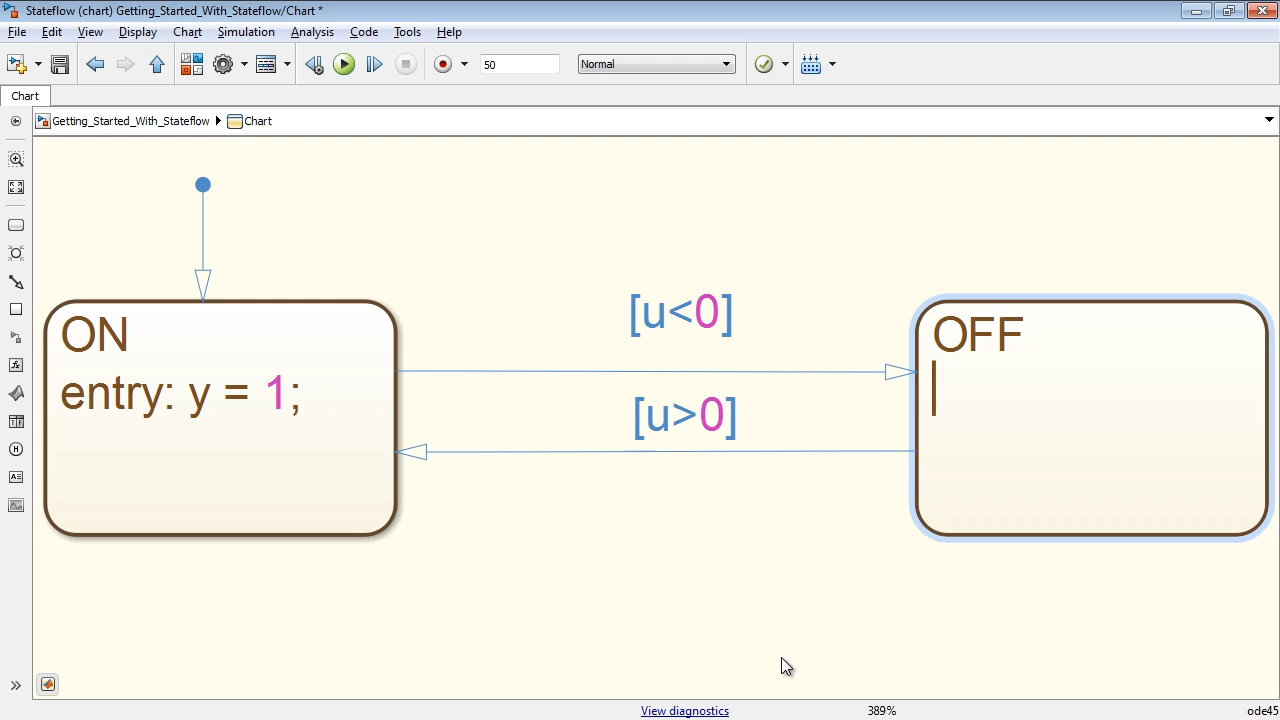 Stateflow (chart) Getting_Started_With_Stateflow/Chart *
File Edit View Display Chart Simulation Analysis Code Tools Help
50 Normal
Chart
Getting_Started_With_Stateflow Chart
ON
entry: y = 1;
[u<0]
[u>0]
OFF
View diagnostics 389% ode45